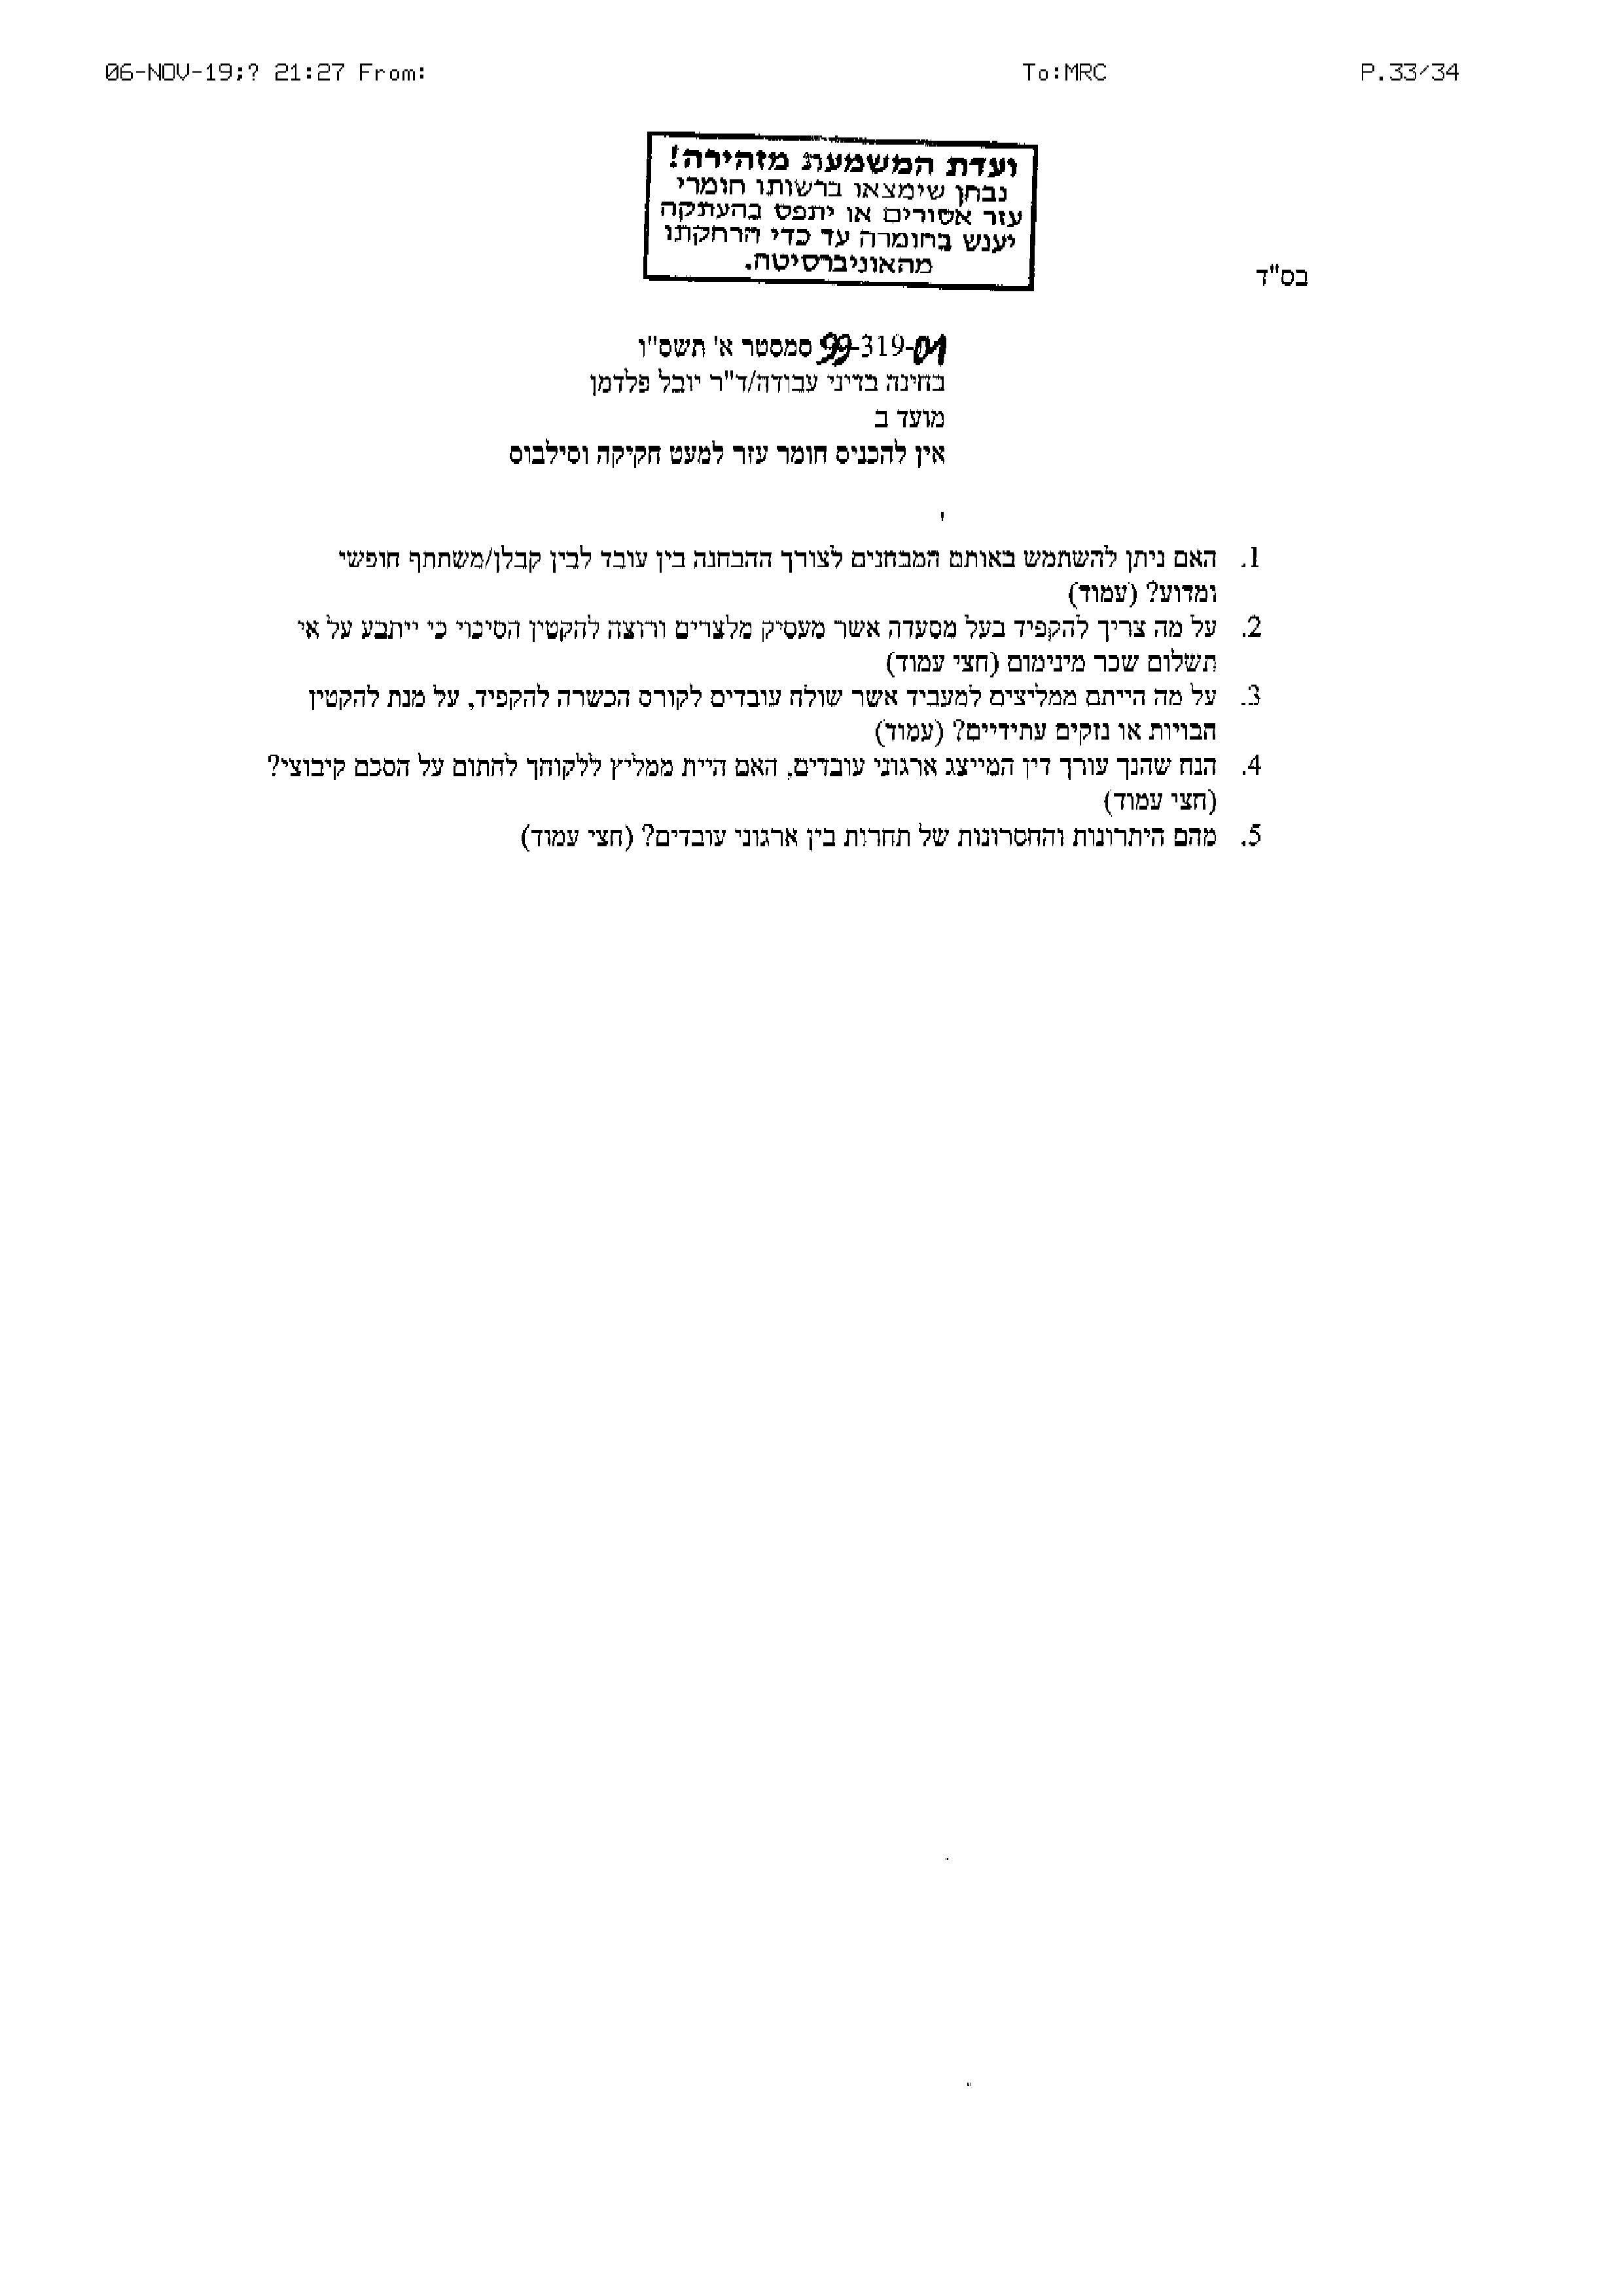 06-NOV-19;? 21:27 From: To:MRC P.33/34
ועדת המשמעת מזהירה!
נבחן שימצאו ברשותו חומרי
עזר אסורים או יתפס בהעתקה
יענש בחומרה עד כדי הרחקתו
מהאוניברסיטה.
בס"ד
99-319-01 סמסטר א' תשס"ו
בחינה בדיני עבודה/ד"ר יובל פלדמן
מועד ב
אין להכניס חומר עזר למעט חקיקה וסילבוס
1. האם ניתן להשתמש באותם המבחנים לצורך ההבחנה בין עובד לבין קבלן/משתתף חופשי
ומדוע? (עמוד)
2. על מה צריך להקפיד בעל מסעדה אשר מעסיק מלצרים ורוצה להקטין הסיכוי כי ייתבע על אי
תשלום שכר מינימום (חצי עמוד)
3. על מה הייתם ממליצים למעביד אשר שולח עובדים לקורס הכשרה להקפיד, על מנת להקטין
חבויות או נזקים עתידיים? (עמוד)
4. הנח שהנך עורך דין המייצג ארגוני עובדים, האם היית ממליץ ללקוחך לחתום על הסכם קיבוצי?
(חצי עמוד)
5. מהם היתרונות והחסרונות של תחרות בין ארגוני עובדים? (חצי עמוד)